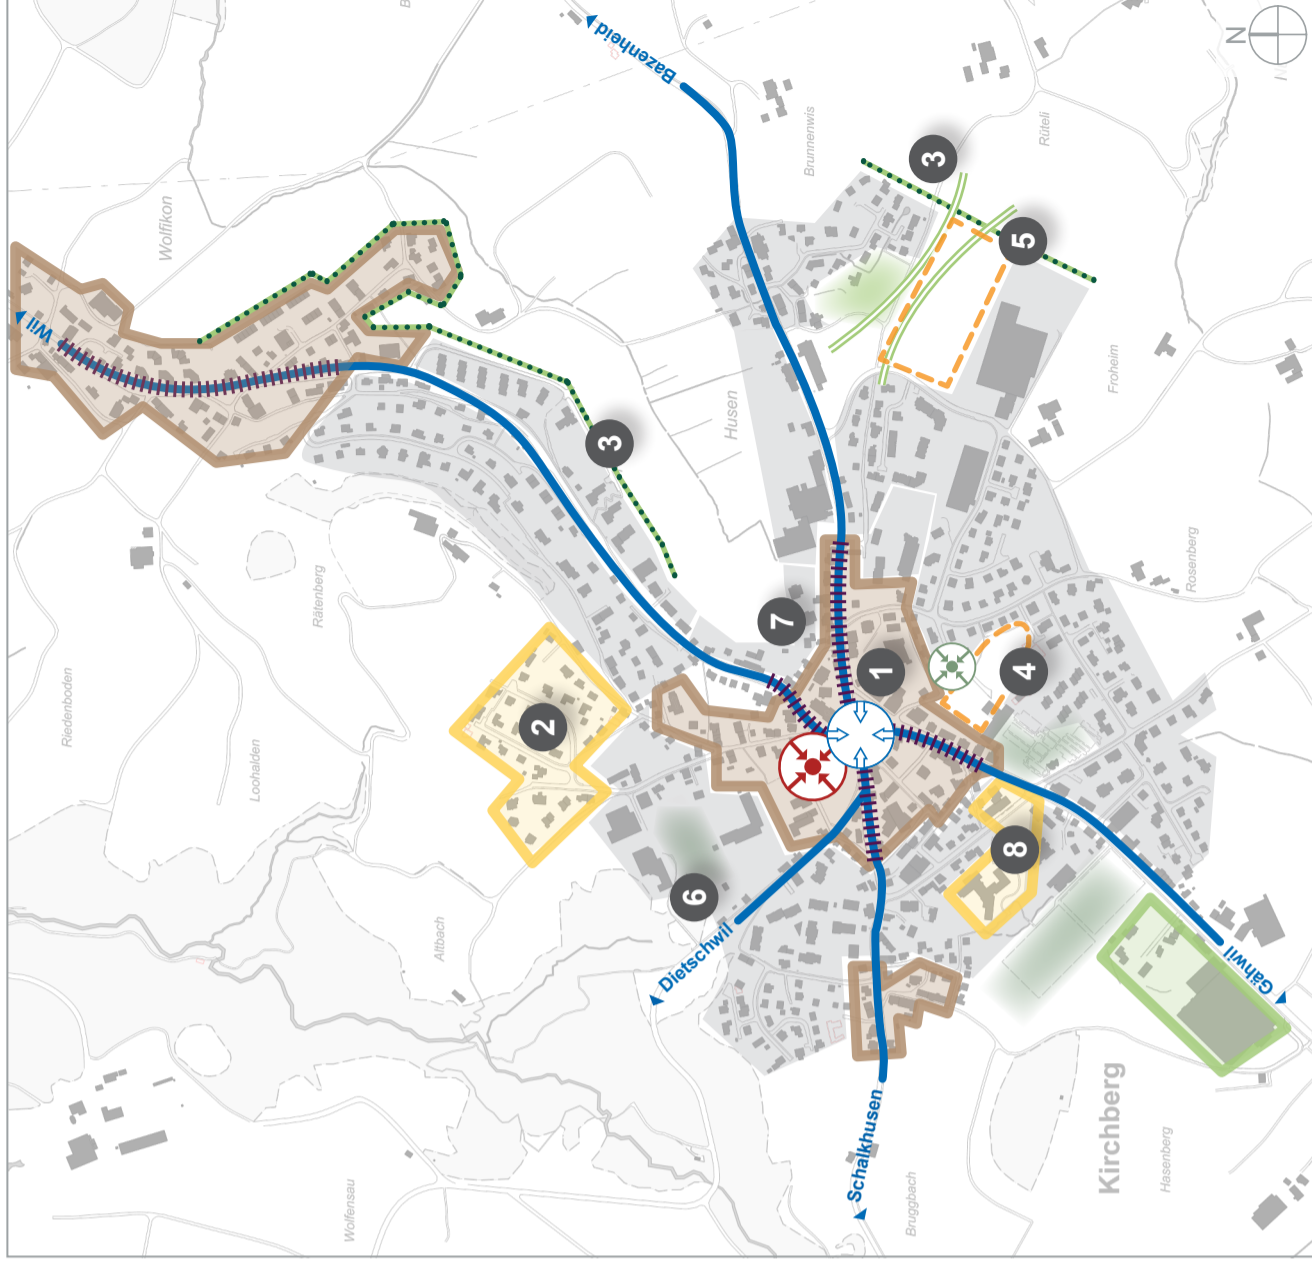 B
Bazenheid
N
N
Wolfikon
Wil
Brunnenwis
Rüteli
3
5
Husen
Froheim
3
Rätenberg
Rosenberg
Riedenboden
Loohalden
2
7
1
4
6
8
Altbach
Dietschwil
Gähwil
Schalkhusen
Kirchberg
Hasenberg
Wolfensau
Bruggbach